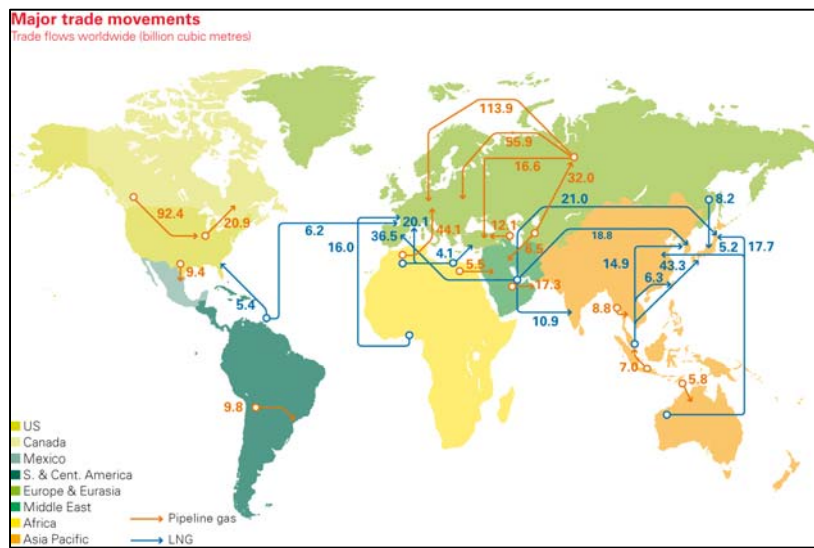 Major trade movements
Trade flows worldwide (billion cubic metres)
113.9
55.9
16.6
32.0
92.4
20.9
9.4
6.2
16.0
5.4
36.5
20.1
44.1
12.1
4.1
5.5
6.5
21.0
18.8
8.2
5.2
17.7
14.9
43.3
6.3
17.3
10.9
8.8
7.0
5.8
9.8
US
Canada
Mexico
S. & Cent. America
Europe & Eurasia
Middle East
Africa
Asia Pacific
Pipeline gas
LNG